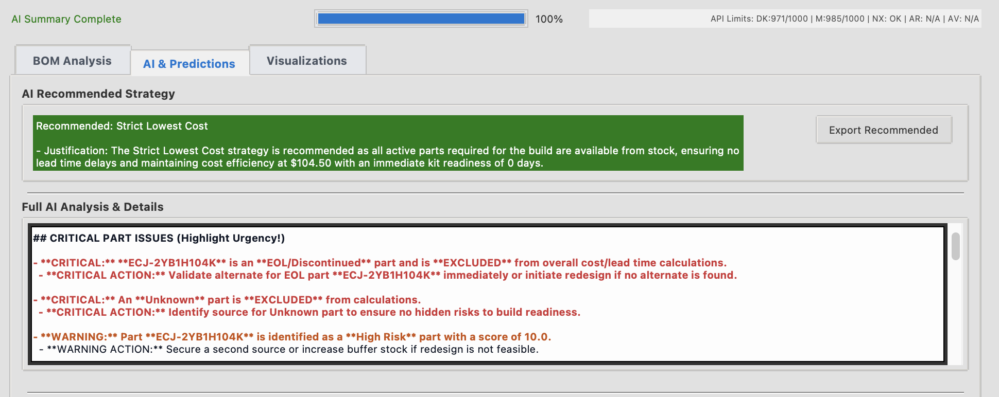 AI Summary Complete
100%
API Limits: DK:971/1000 | M:985/1000 | NX: OK | AR: N/A | AV: N/A
BOM Analysis
AI & Predictions
Visualizations
AI Recommended Strategy
Recommended: Strict Lowest Cost
- Justification: The Strict Lowest Cost strategy is recommended as all active parts required for the build are available from stock, ensuring no
lead time delays and maintaining cost efficiency at $104.50 with an immediate kit readiness of 0 days.
Export Recommended
Full AI Analysis & Details
## CRITICAL PART ISSUES (Highlight Urgency!)
- **CRITICAL:** **ECJ-2YB1H104K** is an **EOL/Discontinued** part and is **EXCLUDED** from overall cost/lead time calculations.
- **CRITICAL ACTION:** Validate alternate for EOL part **ECJ-2YB1H104K** immediately or initiate redesign if no alternate is found.
- **CRITICAL:** An **Unknown** part is **EXCLUDED** from calculations.
- **CRITICAL ACTION:** Identify source for Unknown part to ensure no hidden risks to build readiness.
- **WARNING:** Part **ECJ-2YB1H104K** is identified as a **High Risk** part with a score of 10.0.
- **WARNING ACTION:** Secure a second source or increase buffer stock if redesign is not feasible.